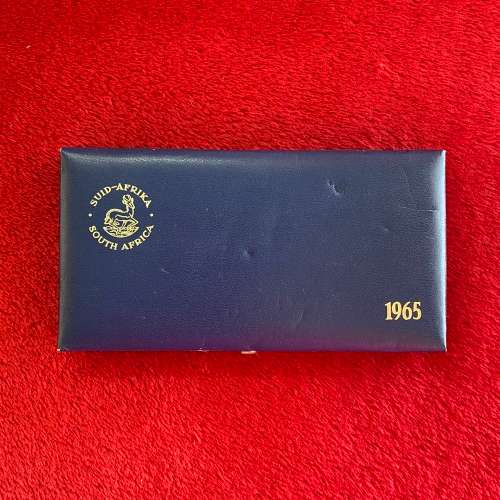 · SUID-AFRIKA ·
SOUTH AFRICA
1965